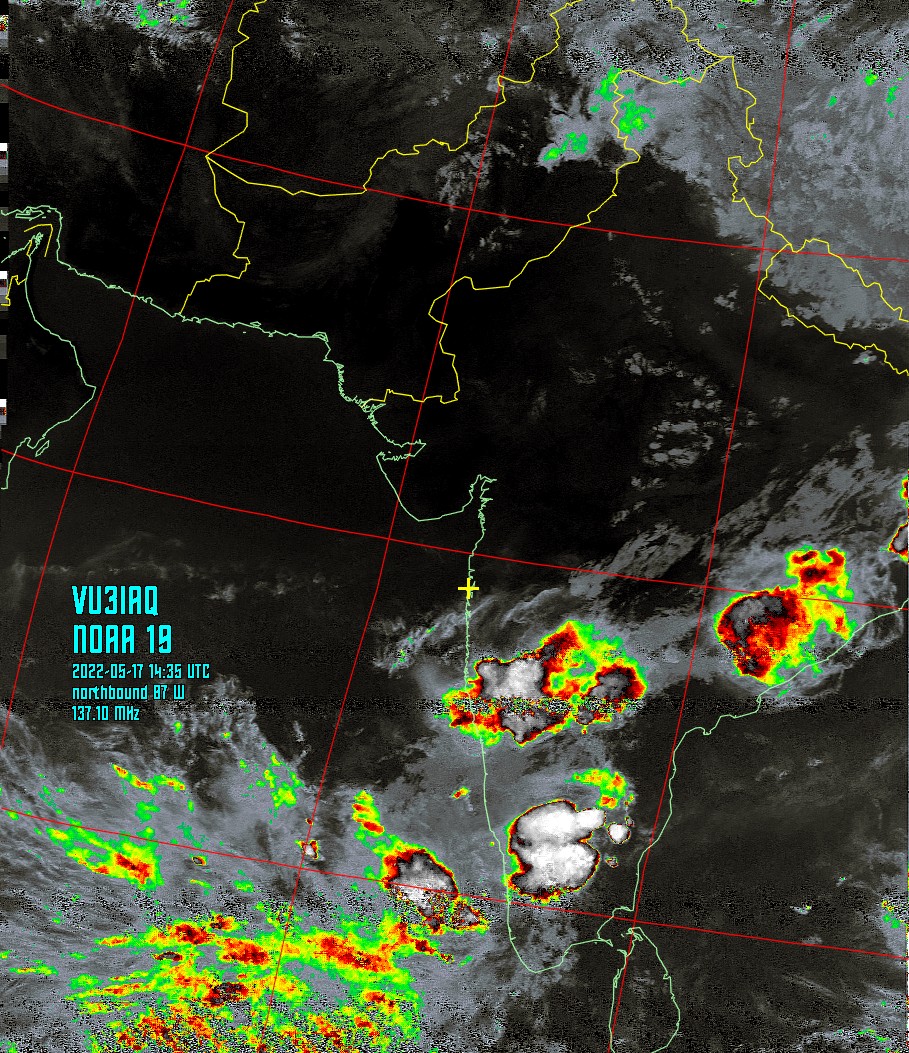 VU3IAQ
NOAA 19
2022-05-17 14:35 UTC
northbound 87 W
137.10 MHz